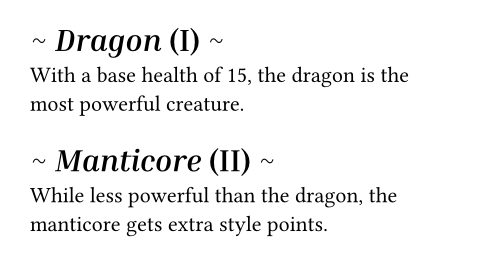 ~ Dragon (I) ~
With a base health of 15, the dragon is the
most powerful creature.
~ Manticore (II) ~
While less powerful than the dragon, the
manticore gets extra style points.